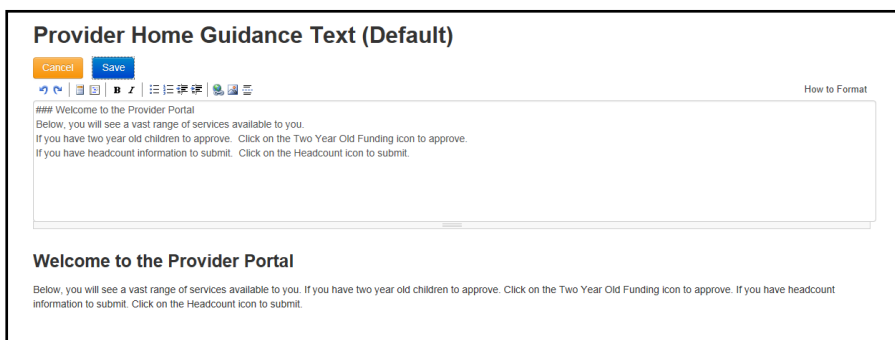 Provider Home Guidance Text (Default)
Cancel Save
B I How to Format
### Welcome to the Provider Portal
Below, you will see a vast range of services available to you.
If you have two year old children to approve.  Click on the Two Year Old Funding icon to approve.
If you have headcount information to submit.  Click on the Headcount icon to submit.
Welcome to the Provider Portal
Below, you will see a vast range of services available to you. If you have two year old children to approve. Click on the Two Year Old Funding icon to approve. If you have headcount
information to submit. Click on the Headcount icon to submit.